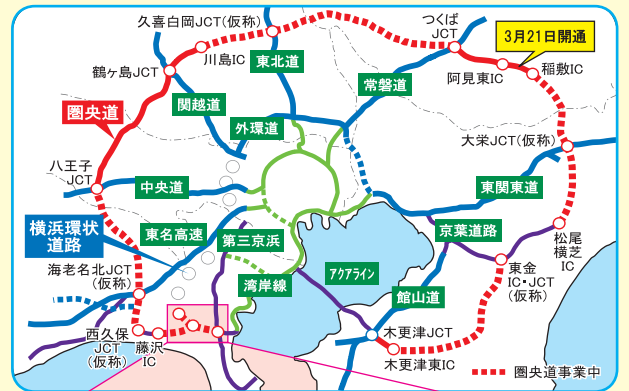 久喜白岡JCT(仮称)
つくば
JCT
3月21日開通
川島IC
東北道
鶴ヶ島JCT
阿見東IC
稲敷IC
常磐道
関越道
圏央道
外環道
大栄JCT(仮称)
八王子
JCT
中央道
東関東道
横浜環状
道路
東名高速
第三京浜
京葉道路
松尾
横芝
IC
海老名北JCT
(仮称)
アクアライン
東金
IC・JCT
(仮称)
湾岸線
館山道
西久保
JCT
(仮称)
藤沢
IC
木更津JCT
木更津東IC
圏央道事業中